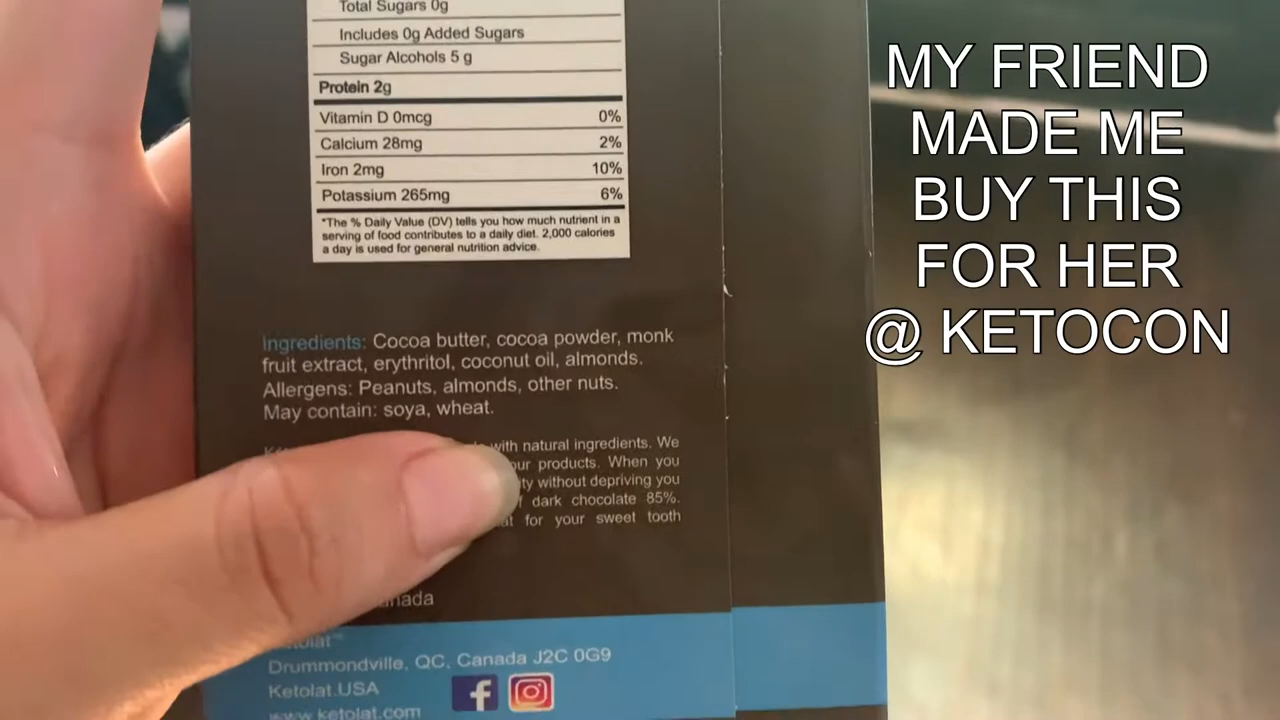 Total Sugars 0g
Includes 0g Added Sugars
Sugar Alcohols 5 g
Protein 2g
Vitamin D 0mcg 0%
Calcium 28mg 2%
Iron 2mg 10%
Potassium 265mg 6%
*The % Daily Value (DV) tells you how much nutrient in a
serving of food contributes to a daily diet. 2,000 calories
a day is used for general nutrition advice.
Ingredients: Cocoa butter, cocoa powder, monk
fruit extract, erythritol, coconut oil, almonds.
Allergens: Peanuts, almonds, other nuts.
May contain: soya, wheat.
with natural ingredients. We
our products. When you
without depriving you
dark chocolate 85%.
for your sweet tooth
Drummondville, QC, Canada J2C 0G9
Ketolat.USA
www.ketolat.com
MY FRIEND
MADE ME
BUY THIS
FOR HER
@ KETOCON